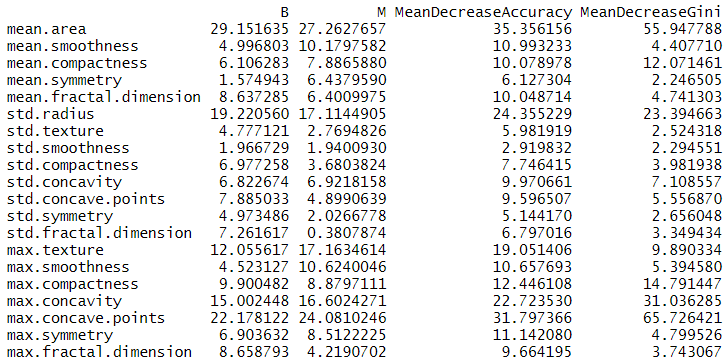 B M MeanDecreaseAccuracy MeanDecreaseGini
mean.area 29.151635 27.2627657 35.356156 55.947788
mean.smoothness 4.996803 10.1797582 10.993233 4.407710
mean.compactness 6.106283 7.8865880 10.078978 12.071461
mean.symmetry 1.574943 6.4379590 6.127304 2.246505
mean.fractal.dimension 8.637285 6.4009975 10.048714 4.741303
std.radius 19.220560 17.1144905 24.355229 23.394663
std.texture 4.777121 2.7694826 5.981919 2.524318
std.smoothness 1.966729 1.9400930 2.919832 2.294551
std.compactness 6.977258 3.6803824 7.746415 3.981938
std.concavity 6.822674 6.9218158 9.970661 7.108557
std.concave.points 7.885033 4.8990639 9.596507 5.556870
std.symmetry 4.973486 2.0266778 5.144170 2.656048
std.fractal.dimension 7.261617 0.3807874 6.797016 3.349434
max.texture 12.055617 17.1634614 19.051406 9.890334
max.smoothness 4.523127 10.6240046 10.657693 5.394580
max.compactness 9.900482 8.8797111 12.446108 14.791447
max.concavity 15.002448 16.6024271 22.723530 31.036285
max.concave.points 22.178122 24.0810246 31.797366 65.726421
max.symmetry 6.903632 8.5122225 11.142080 4.799526
max.fractal.dimension 8.658793 4.2190702 9.664195 3.743067